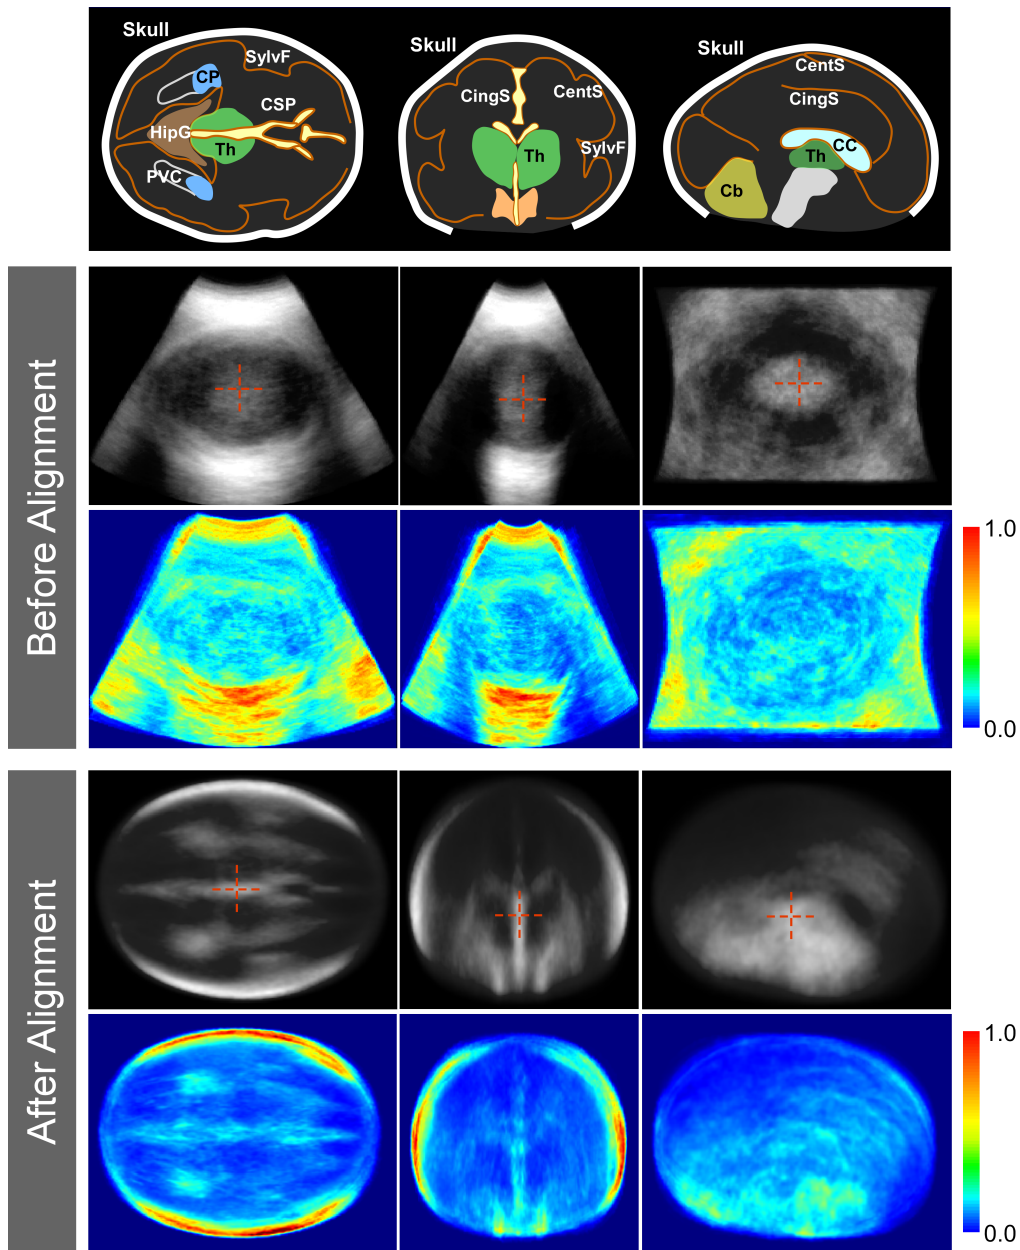 Skull
SylvF
CP
CSP
HipG
Th
PVC
Skull
CingS
CentS
Th
SylvF
Skull
CentS
CingS
CC
Th
Cb
Before Alignment
1.0
0.0
After Alignment
1.0
0.0